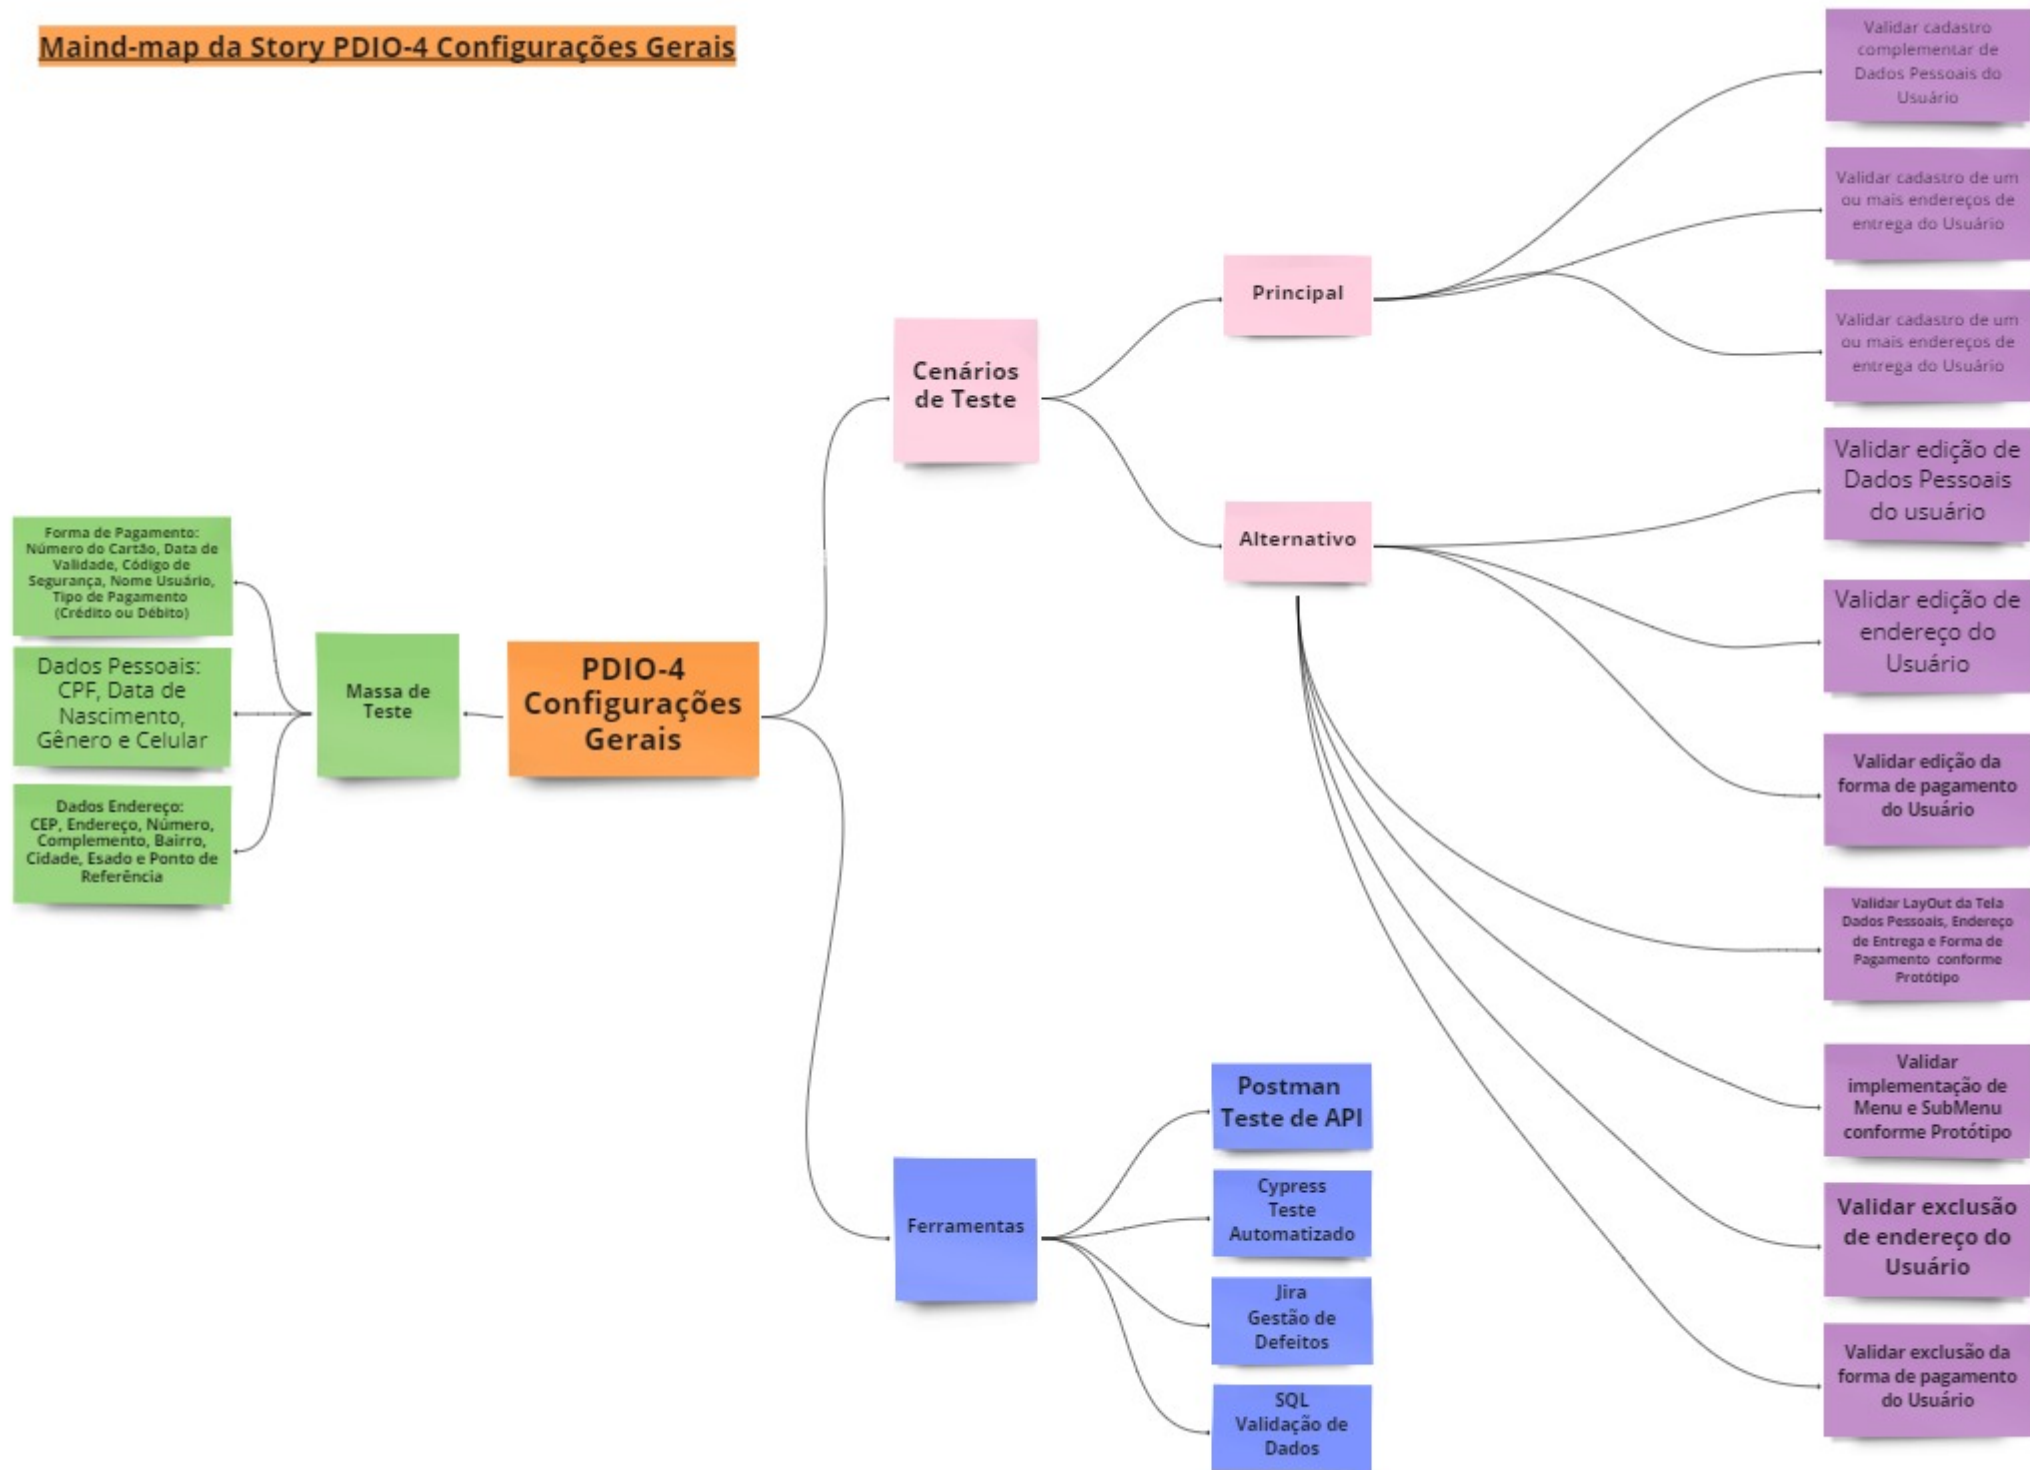 Maind-map da Story PDIO-4 Configurações Gerais
Forma de Pagamento:
Número do Cartão, Data de
Validade, Código de
Segurança, Nome Usuário,
Tipo de Pagamento
(Crédito ou Débito)
Dados Pessoais:
CPF, Data de
Nascimento,
Gênero e Celular
Dados Endereço:
CEP, Endereço, Número,
Complemento, Bairro,
Cidade, Esado e Ponto de
Referência
Massa de
Teste
PDIO-4
Configurações
Gerais
Cenários
de Teste
Principal
Alternativo
Validar cadastro
complementar de
Dados Pessoais do
Usuário
Validar cadastro de um
ou mais endereços de
entrega do Usuário
Validar cadastro de um
ou mais endereços de
entrega do Usuário
Validar edição de
Dados Pessoais
do usuário
Validar edição de
endereço do
Usuário
Validar edição da
forma de pagamento
do Usuário
Validar LayOut da Tela
Dados Pessoais, Endereço
de Entrega e Forma de
Pagamento conforme
Protótipo
Validar
implementação de
Menu e SubMenu
conforme Protótipo
Validar exclusão
de endereço do
Usuário
Validar exclusão da
forma de pagamento
do Usuário
Ferramentas
Postman
Teste de API
Cypress
Teste
Automatizado
Jira
Gestão de
Defeitos
SQL
Validação de
Dados